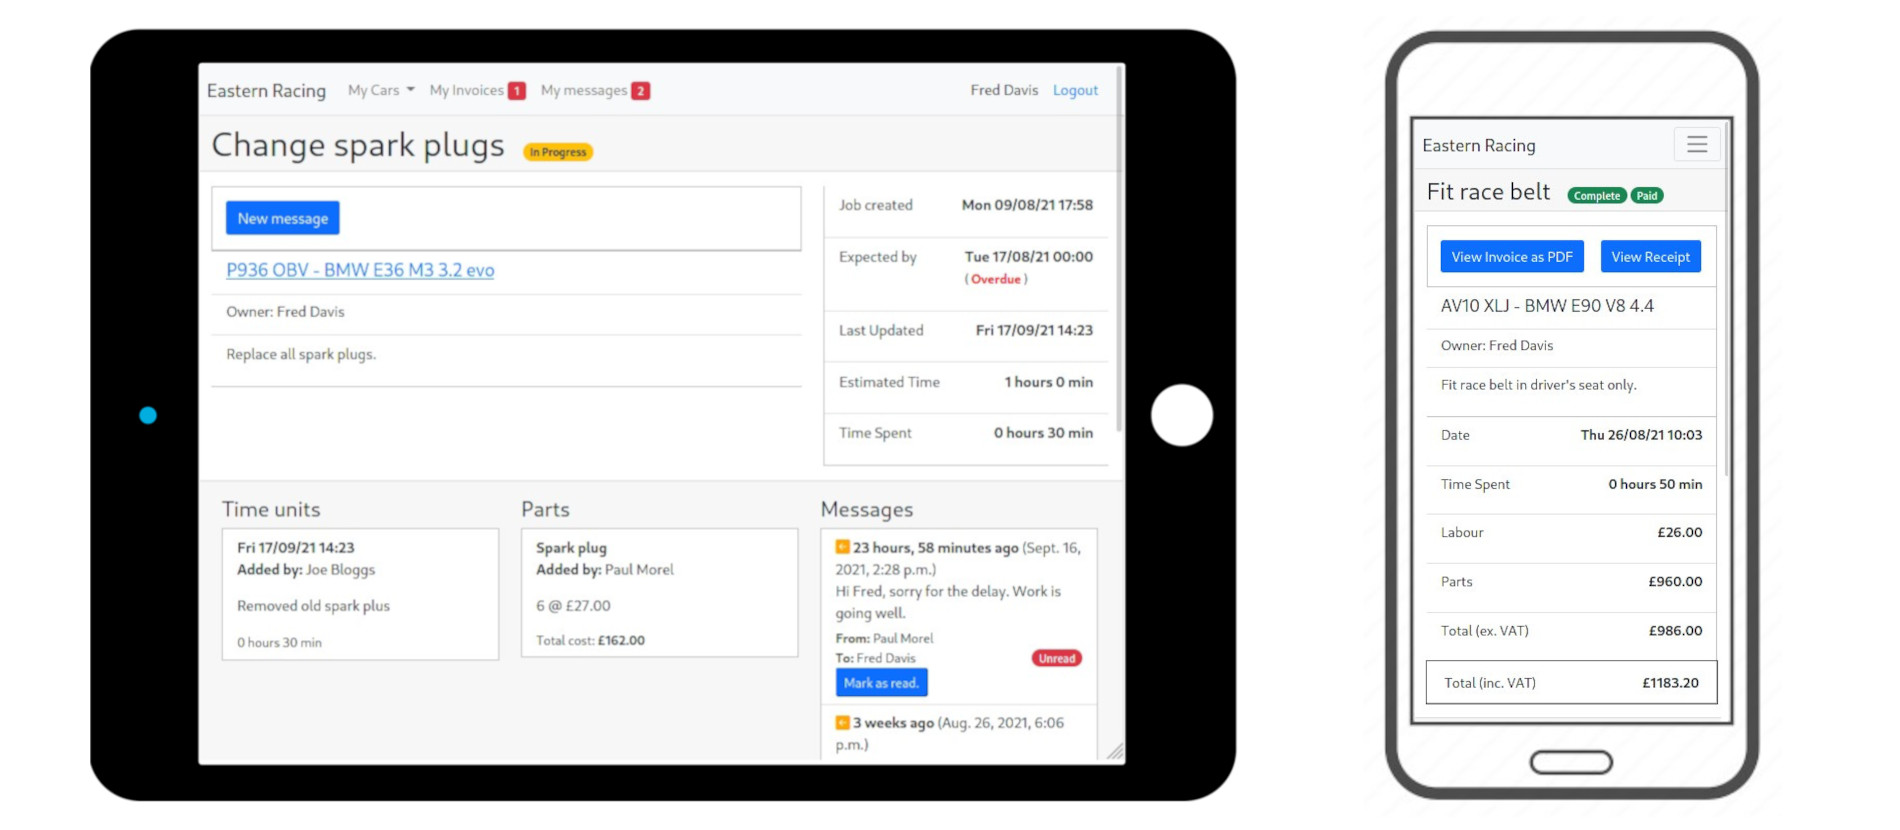 Eastern Racing My Cars My Invoices 1 My messages 2 Fred Davis Logout
Change spark plugs In Progress
New message
P936 OBV - BMW E36 M3 3.2 evo
Owner: Fred Davis
Replace all spark plugs.
Job created Mon 09/08/21 17:58
Expected by Tue 17/08/21 00:00
( Overdue )
Last Updated Fri 17/09/21 14:23
Estimated Time 1 hours 0 min
Time Spent 0 hours 30 min
Time units
Fri 17/09/21 14:23
Added by: Joe Bloggs
Removed old spark plus
0 hours 30 min
Parts
Spark plug
Added by: Paul Morel
6 @ £27.00
Total cost: £162.00
Messages
23 hours, 58 minutes ago (Sept. 16,
2021, 2:28 p.m.)
Hi Fred, sorry for the delay. Work is
going well.
From: Paul Morel
To: Fred Davis Unread
Mark as read.
3 weeks ago (Aug. 26, 2021, 6:06
p.m.)
Eastern Racing
Fit race belt Complete Paid
View Invoice as PDF View Receipt
AV10 XLJ - BMW E90 V8 4.4
Owner: Fred Davis
Fit race belt in driver's seat only.
Date Thu 26/08/21 10:03
Time Spent 0 hours 50 min
Labour £26.00
Parts £960.00
Total (ex. VAT) £986.00
Total (inc. VAT) £1183.20